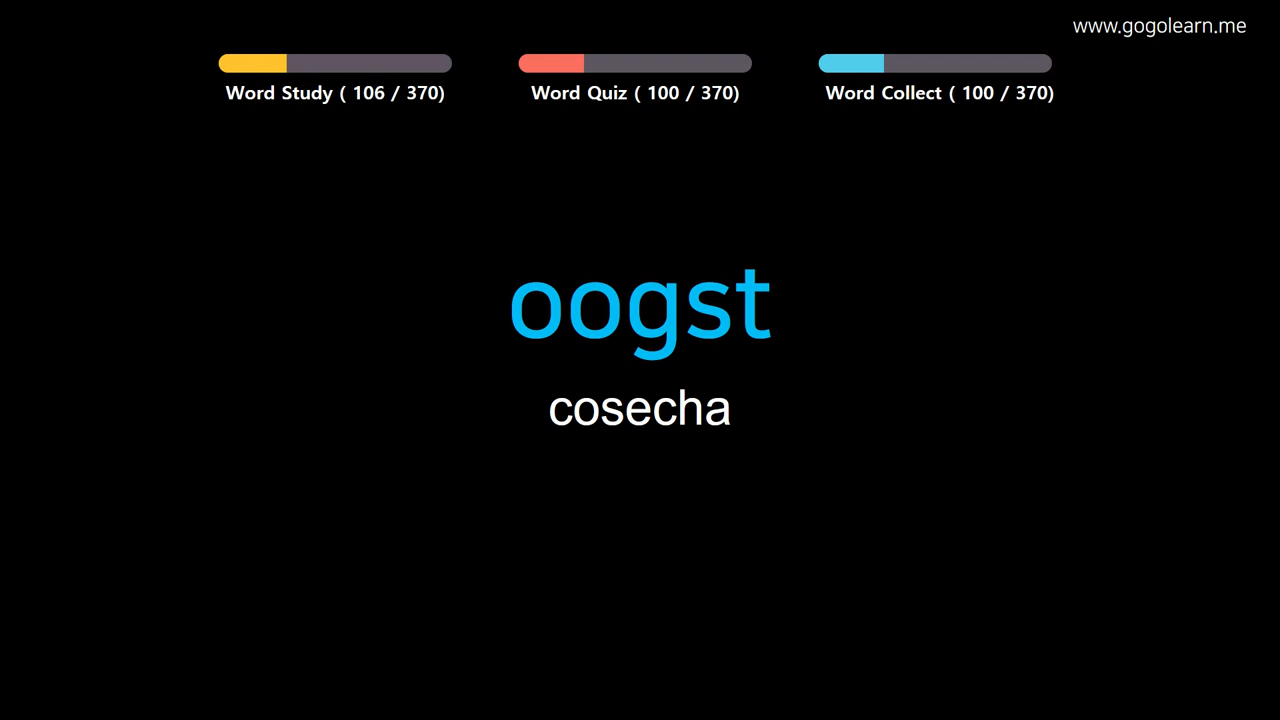 www.gogolearn.me
Word Study ( 106 / 370)
Word Quiz ( 100 / 370)
Word Collect ( 100 / 370)
oogst
cosecha